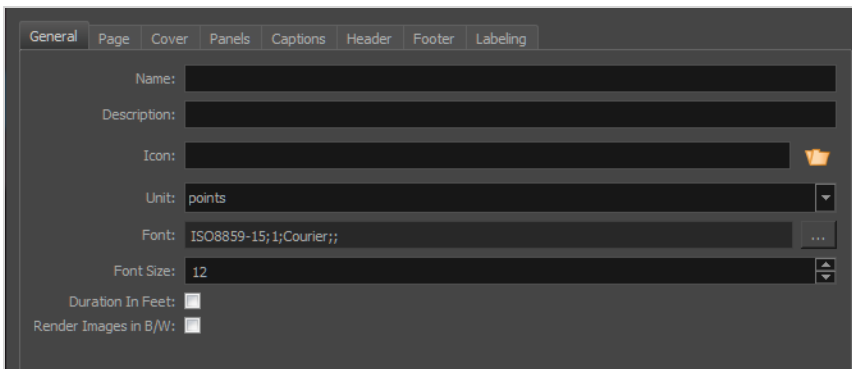 General Page Cover Panels Captions Header Footer Labeling
Name:
Description:
Icon:
Unit: points
Font: ISO8859-15;1;Courier;; ...
Font Size: 12
Duration In Feet:
Render Images in B/W: